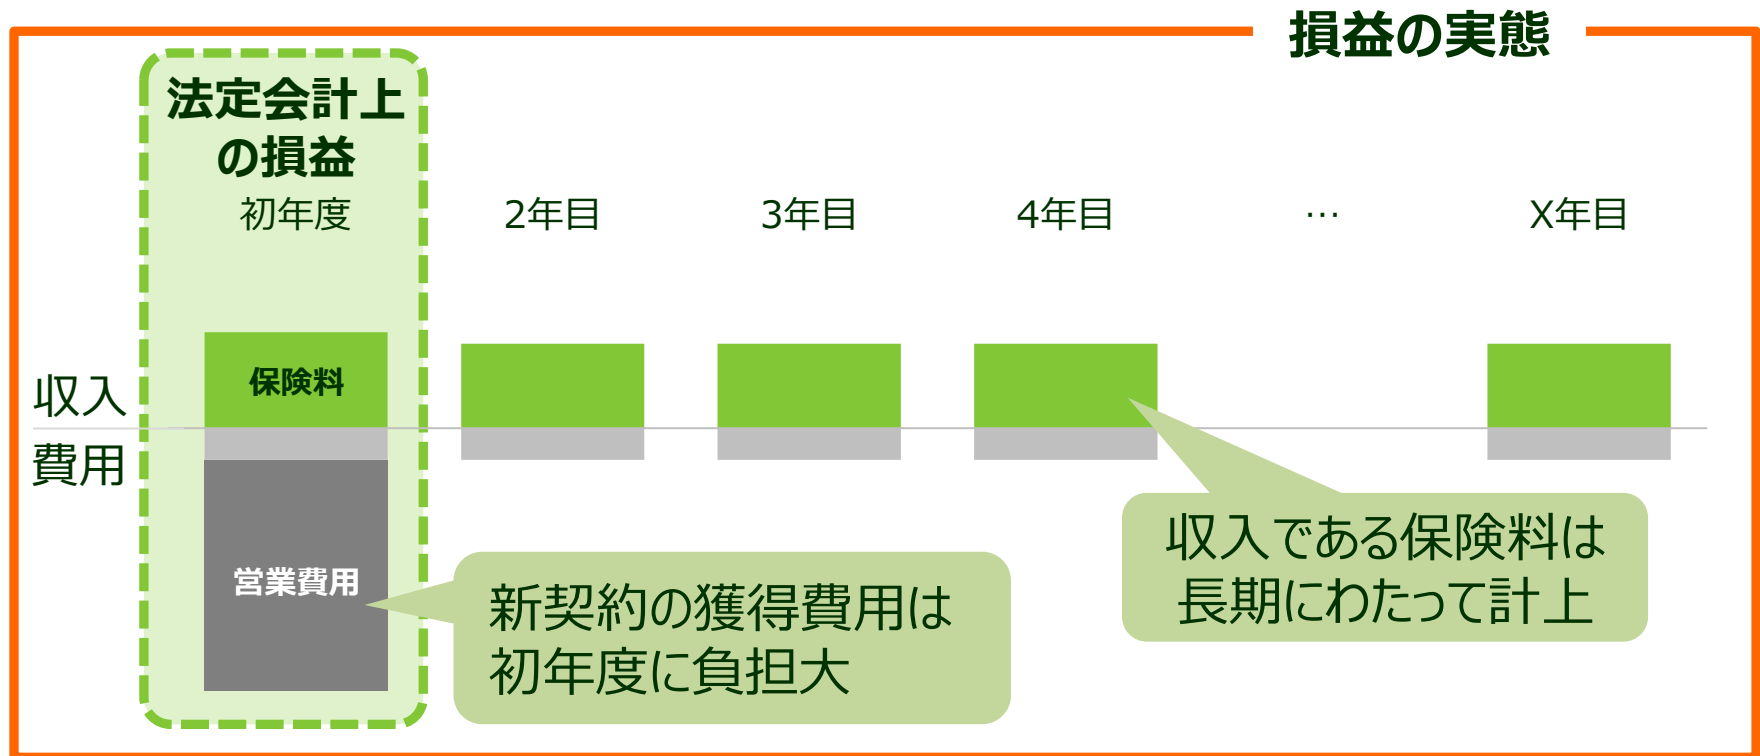 損益の実態
法定会計上
の損益
初年度
2年目
3年目
4年目
…
X年目
保険料
収入
費用
営業費用
新契約の獲得費用は
初年度に負担大
収入である保険料は
長期にわたって計上